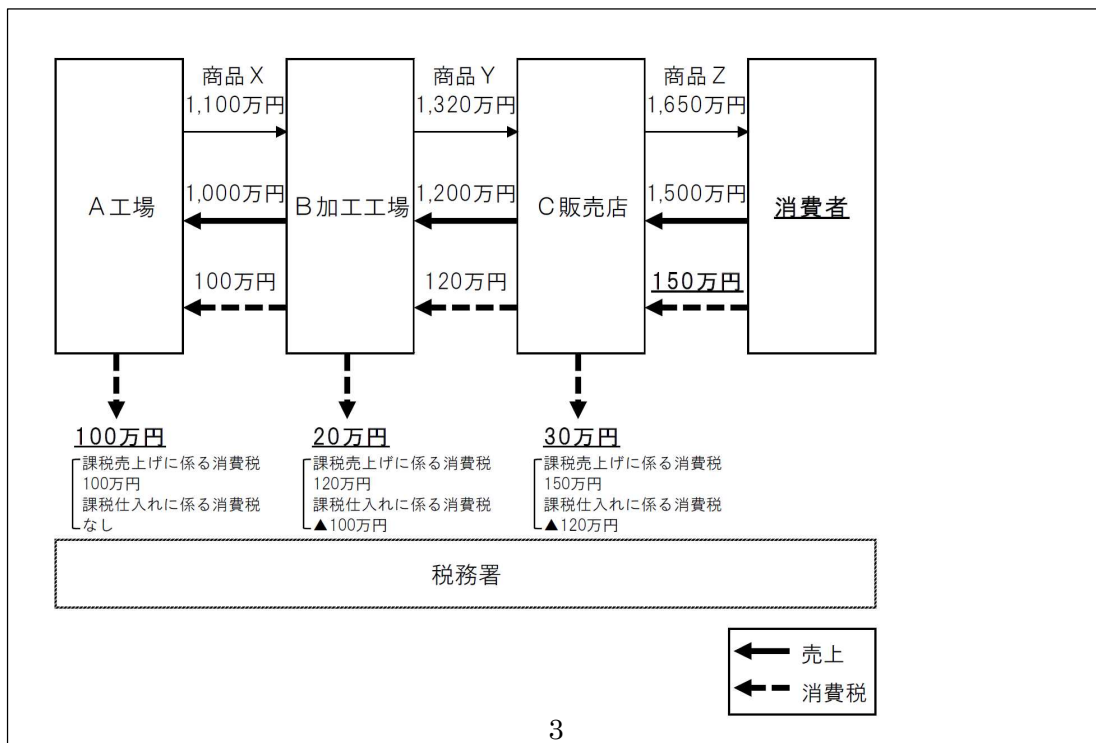 商品X
商品Y
商品Z
1,100万円
1,320万円
1,650万円
A工場
1,000万円
B加工工場
1,200万円
C販売店
1,500万円
消費者
100万円
120万円
150万円
100万円
課税売上げに係る消費税
100万円
課税仕入れに係る消費税
なし
20万円
課税売上げに係る消費税
120万円
課税仕入れに係る消費税
▲100万円
30万円
課税売上げに係る消費税
150万円
課税仕入れに係る消費税
▲120万円
税務署
売上
消費税
3